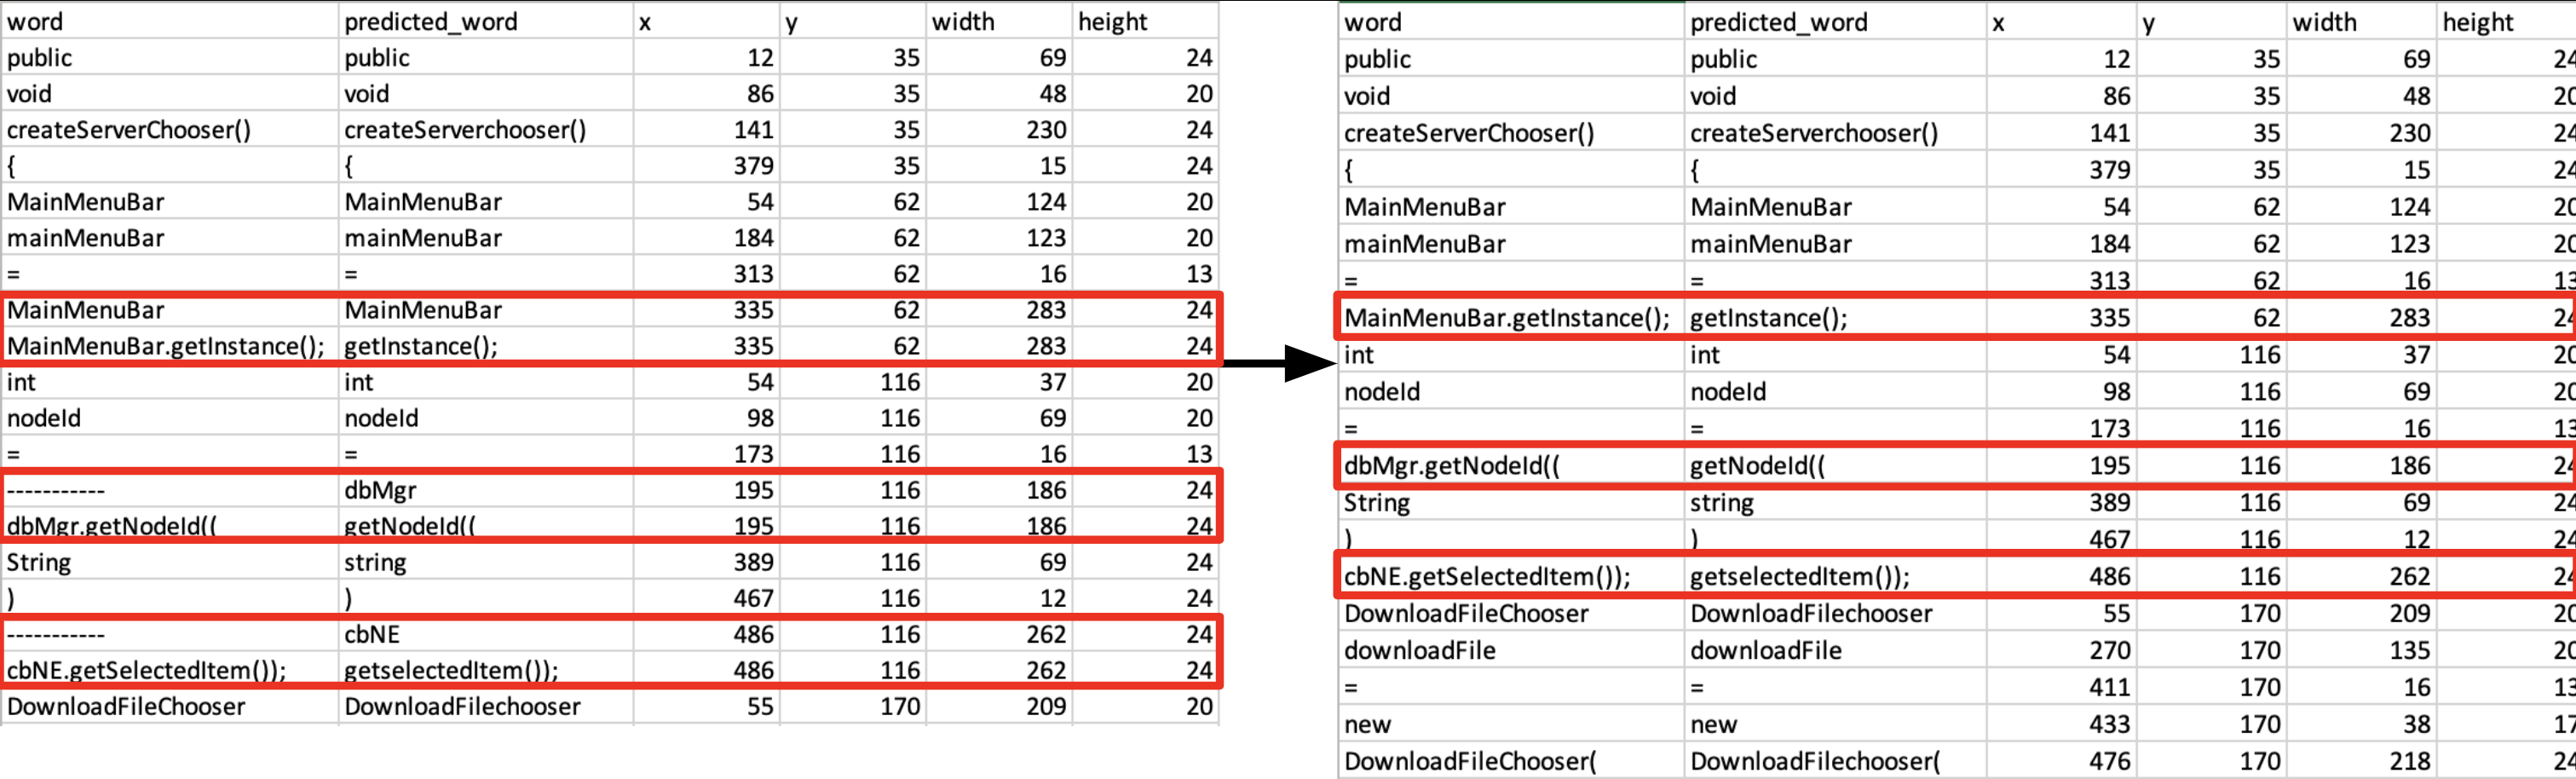 word predicted_word x y width height
public public 12 35 69 24
void void 86 35 48 20
createServerChooser() createServerchooser() 141 35 230 24
{ { 379 35 15 24
MainMenuBar MainMenuBar 54 62 124 20
mainMenuBar mainMenuBar 184 62 123 20
= = 313 62 16 13
MainMenuBar MainMenuBar 335 62 283 24
MainMenuBar.getInstance(); getInstance(); 335 62 283 24
int int 54 116 37 20
nodeId nodeId 98 116 69 20
= = 173 116 16 13
----------- dbMgr 195 116 186 24
dbMgr.getNodeId(( getNodeId(( 195 116 186 24
String string 389 116 69 24
) ) 467 116 12 24
----------- cbNE 486 116 262 24
cbNE.getSelectedItem()); getselectedItem()); 486 116 262 24
DownloadFileChooser DownloadFilechooser 55 170 209 20
word predicted_word x y width height
public public 12 35 69 24
void void 86 35 48 20
createServerChooser() createServerchooser() 141 35 230 24
{ { 379 35 15 24
MainMenuBar MainMenuBar 54 62 124 20
mainMenuBar mainMenuBar 184 62 123 20
= = 313 62 16 13
MainMenuBar.getInstance(); getInstance(); 335 62 283 24
int int 54 116 37 20
nodeId nodeId 98 116 69 20
= = 173 116 16 13
dbMgr.getNodeId(( getNodeId(( 195 116 186 24
String string 389 116 69 24
) ) 467 116 12 24
cbNE.getSelectedItem()); getselectedItem()); 486 116 262 24
DownloadFileChooser DownloadFilechooser 55 170 209 20
downloadFile downloadFile 270 170 135 20
= = 411 170 16 13
new new 433 170 38 17
DownloadFileChooser( DownloadFilechooser( 476 170 218 24